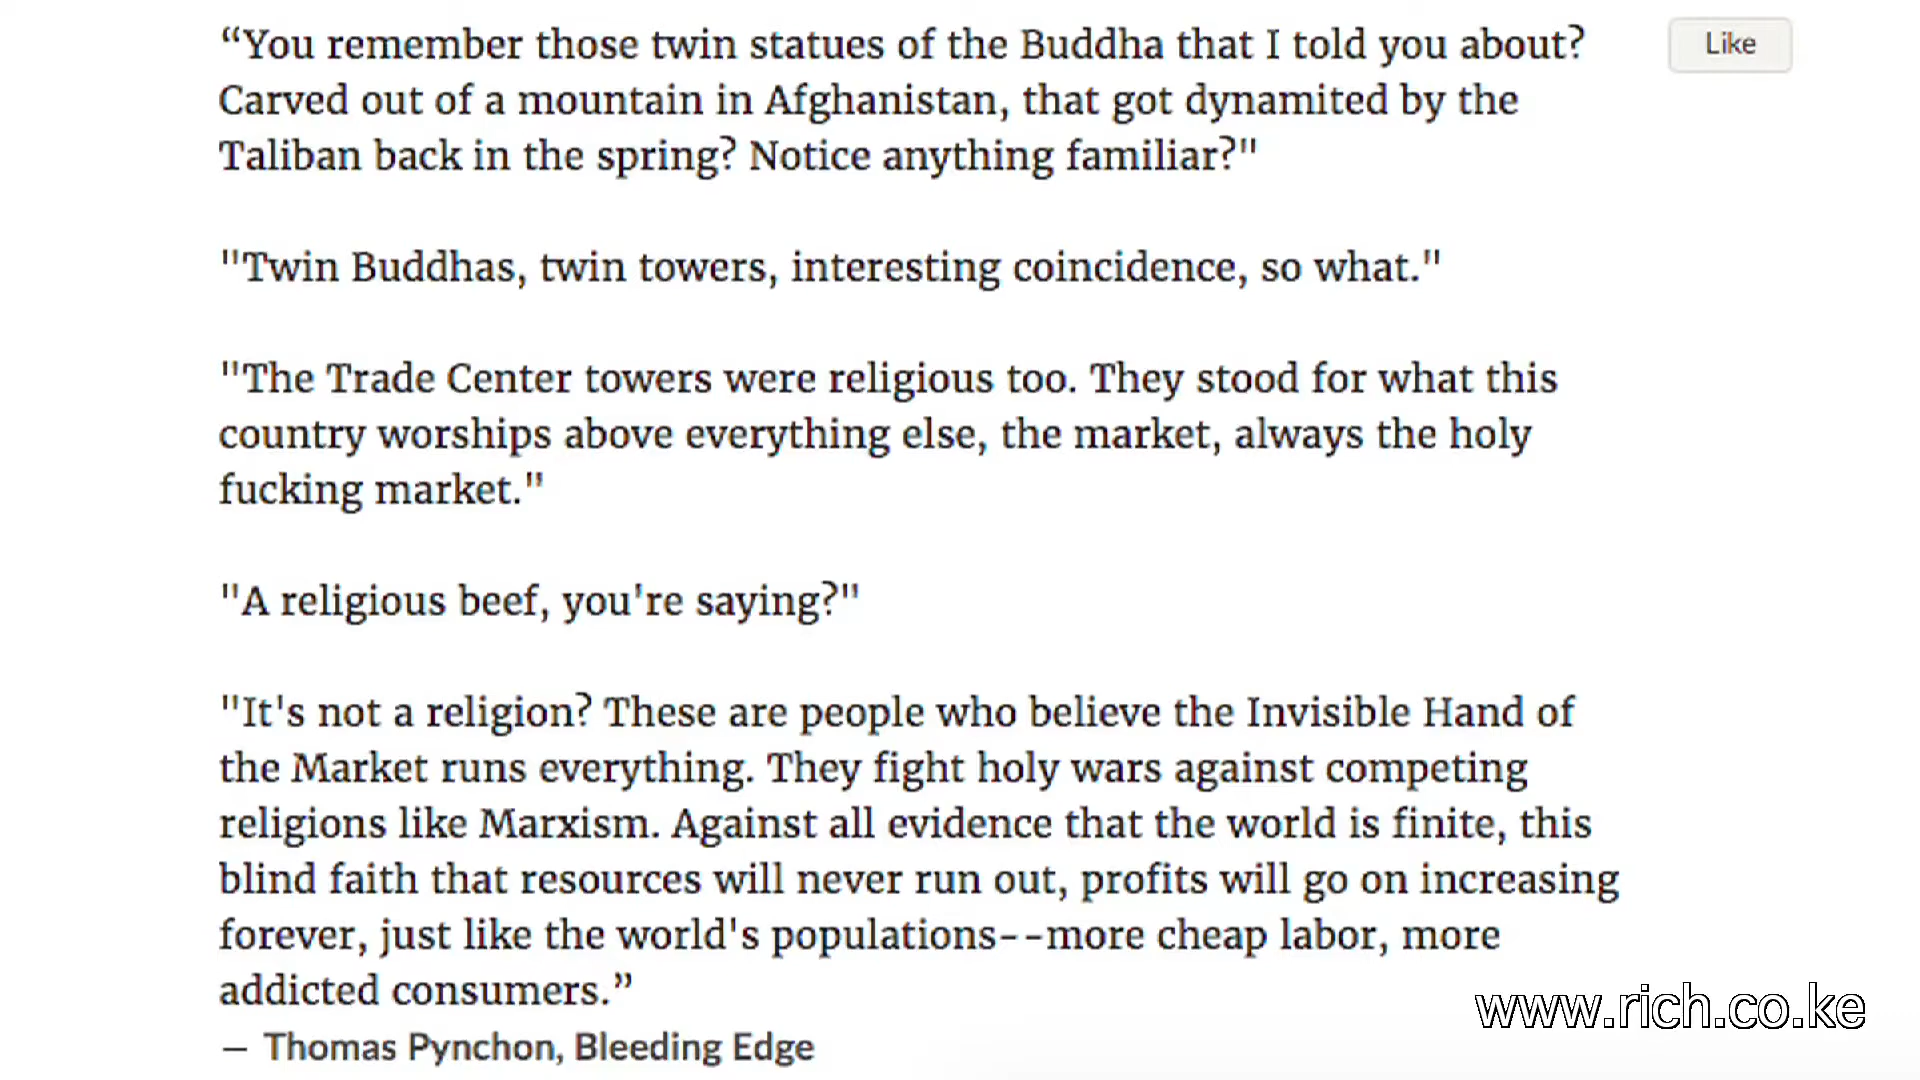 “You remember those twin statues of the Buddha that I told you about?
Like
Carved out of a mountain in Afghanistan, that got dynamited by the
Taliban back in the spring? Notice anything familiar?"
"Twin Buddhas, twin towers, interesting coincidence, so what."
"The Trade Center towers were religious too. They stood for what this
country worships above everything else, the market, always the holy
fucking market."
"A religious beef, you're saying?"
"It's not a religion? These are people who believe the Invisible Hand of
the Market runs everything. They fight holy wars against competing
religions like Marxism. Against all evidence that the world is finite, this
blind faith that resources will never run out, profits will go on increasing
forever, just like the world's populations--more cheap labor, more
addicted consumers.”
www.rich.co.ke
— Thomas Pynchon, Bleeding Edge